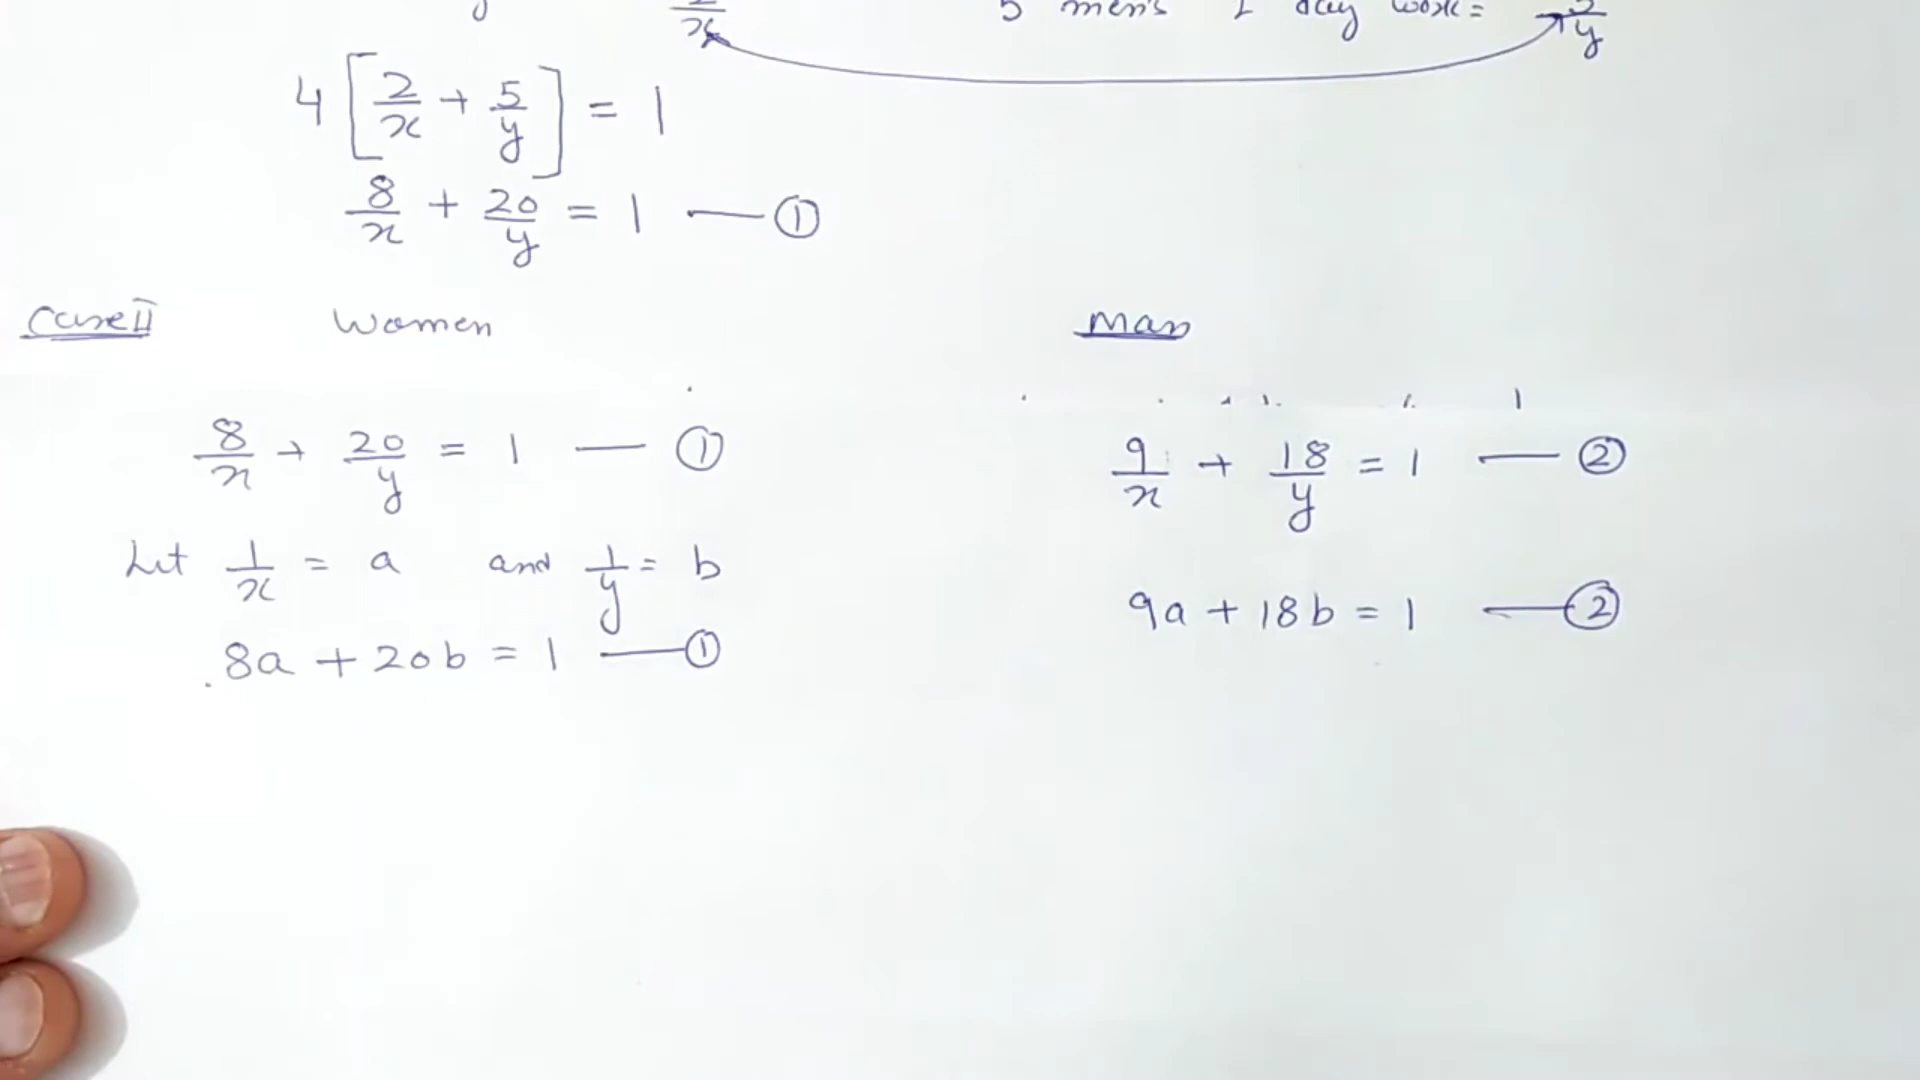 5 men's 1 day work = 5/y
4 [2/x + 5/y] = 1
8/x + 20/y = 1 — ①
Case II Women Man
8/x + 20/y = 1 — ①
9/x + 18/y = 1 — ②
Let 1/x = a and 1/y = b
9a + 18b = 1 — ②
8a + 20b = 1 — ①